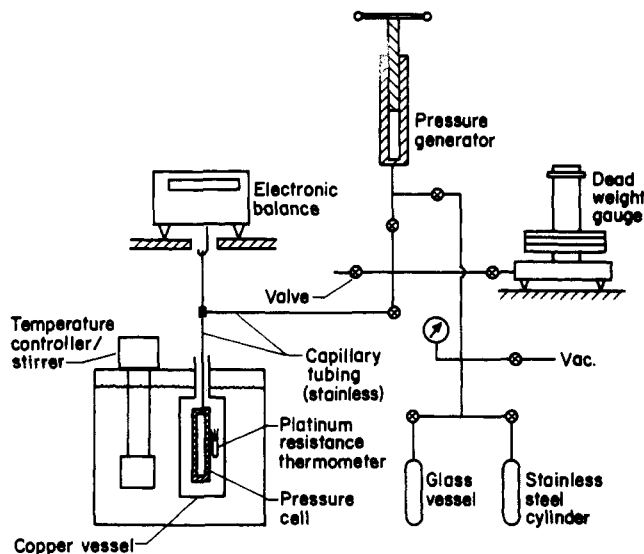 Pressure
generator
Electronic
balance
Dead
weight
gauge
Valve
Temperature
controller/
stirrer
Capillary
tubing
(stainless)
Vac.
Platinum
resistance
thermometer
Glass
vessel
Stainless
steel
cylinder
Pressure
cell
Copper vessel